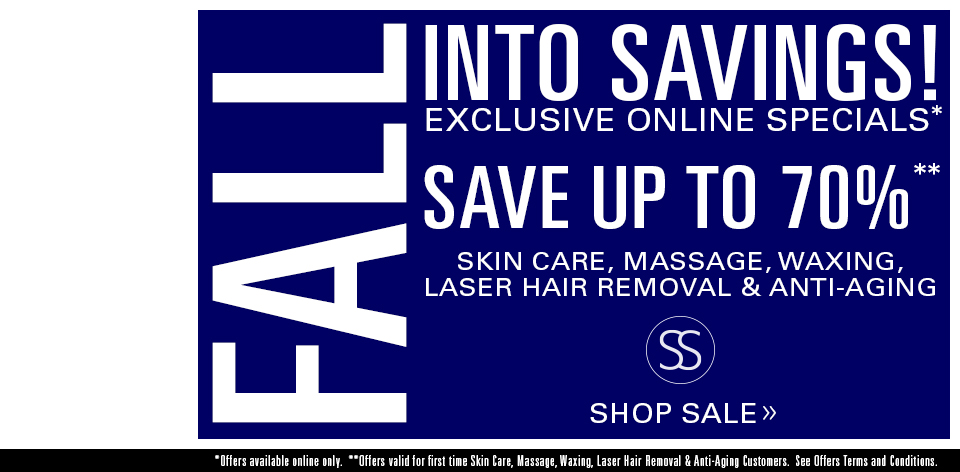 FALL
INTO SAVINGS!
EXCLUSIVE ONLINE SPECIALS*
SAVE UP TO 70%**
SKIN CARE, MASSAGE, WAXING,
LASER HAIR REMOVAL & ANTI-AGING
SS
SHOP SALE»
*Offers available online only. **Offers valid for first time Skin Care, Massage, Waxing, Laser Hair Removal & Anti-Aging Customers. See Offers Terms and Conditions.